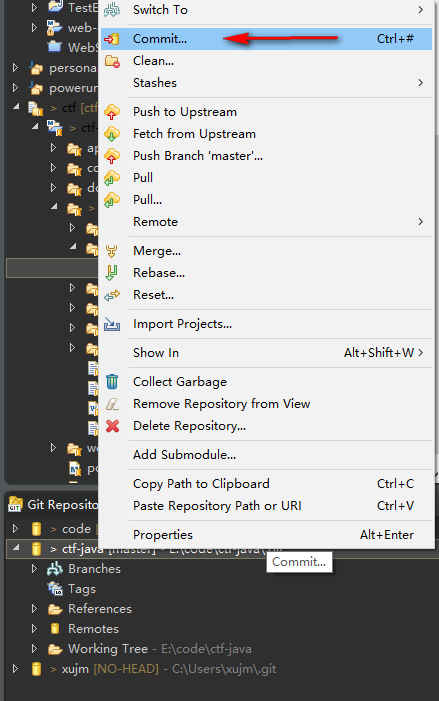 TestE
Switch To
web-
Commit... Ctrl+#
WebS
Clean...
persona
Stashes
powerun
> ctf [ctf
Push to Upstream
> ctf-
Fetch from Upstream
ap
Push Branch 'master'...
co
Pull
do
Pull...
>
Remote
Merge...
Rebase...
Reset...
Import Projects...
Show In Alt+Shift+W
Collect Garbage
Remove Repository from View
Delete Repository...
we
Add Submodule...
po
Copy Path to Clipboard Ctrl+C
Git Reposito
Paste Repository Path or URI Ctrl+V
> code
Properties Alt+Enter
> ctf-java [master] - E:\code\ctf-java\.git
Commit...
Branches
Tags
References
Remotes
Working Tree - E:\code\ctf-java
> xujm [NO-HEAD] - C:\Users\xujm\.git